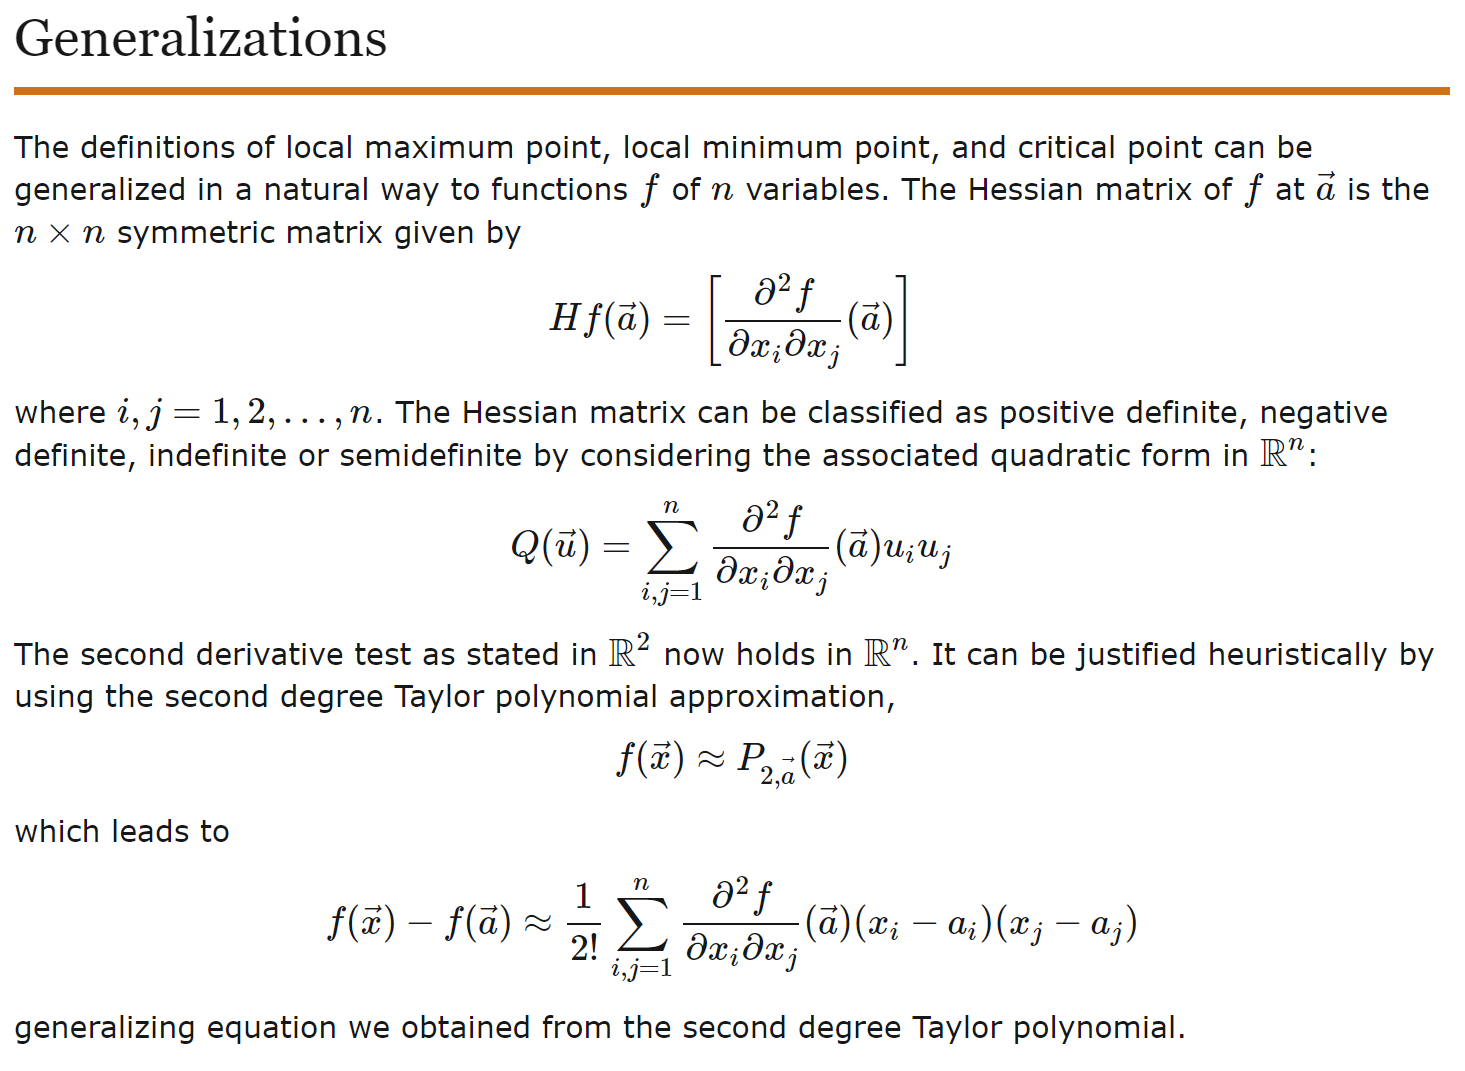 Generalizations
The definitions of local maximum point, local minimum point, and critical point can be
generalized in a natural way to functions $f$ of $n$ variables. The Hessian matrix of $f$ at $\vec{a}$ is the
$n \times n$ symmetric matrix given by
$Hf(\vec{a}) = \left[ \frac{\partial^2 f}{\partial x_i \partial x_j}(\vec{a}) \right]$
where $i, j = 1, 2, \ldots, n$. The Hessian matrix can be classified as positive definite, negative
definite, indefinite or semidefinite by considering the associated quadratic form in $\mathbb{R}^n$:
$Q(\vec{u}) = \sum_{i,j=1}^{n} \frac{\partial^2 f}{\partial x_i \partial x_j}(\vec{a}) u_i u_j$
The second derivative test as stated in $\mathbb{R}^2$ now holds in $\mathbb{R}^n$. It can be justified heuristically by
using the second degree Taylor polynomial approximation,
$f(\vec{x}) \approx P_{2,\vec{a}}(\vec{x})$
which leads to
$f(\vec{x}) - f(\vec{a}) \approx \frac{1}{2!} \sum_{i,j=1}^{n} \frac{\partial^2 f}{\partial x_i \partial x_j}(\vec{a})(x_i - a_i)(x_j - a_j)$
generalizing equation we obtained from the second degree Taylor polynomial.